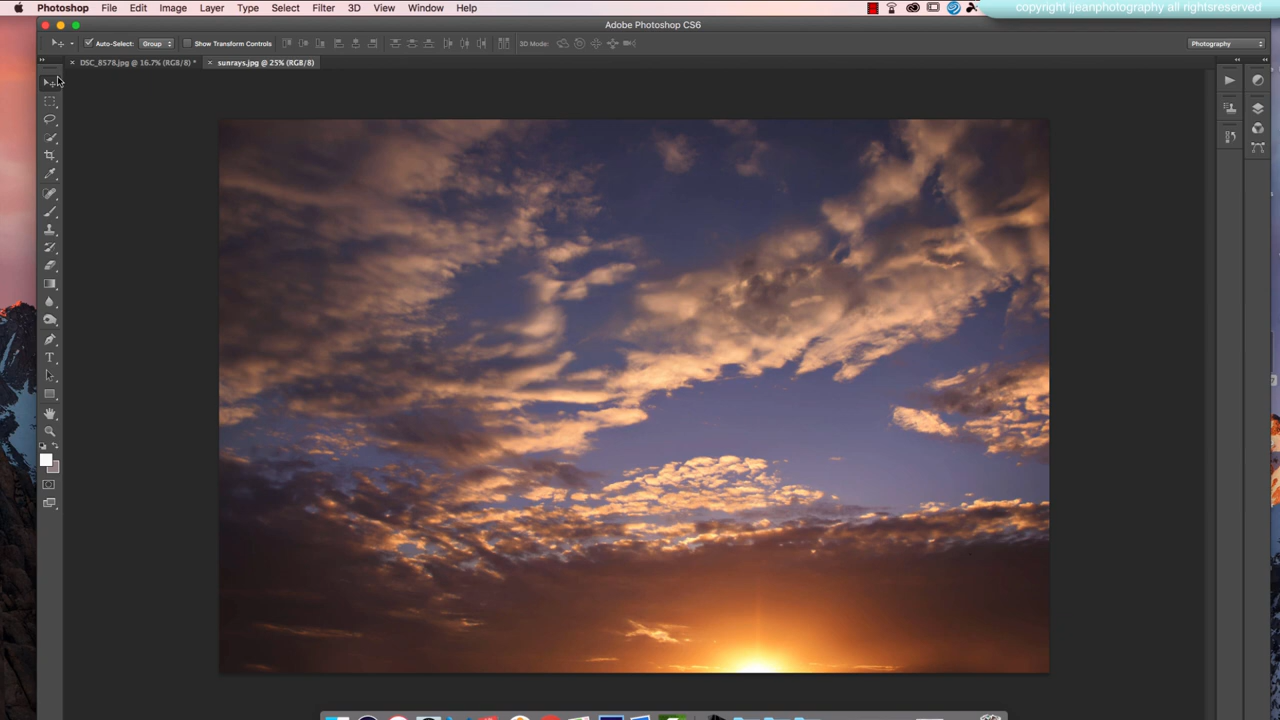 Photoshop File Edit Image Layer Type Select Filter 3D View Window Help
copyright jjeanphotography all rightsreserved
Adobe Photoshop CS6
Auto-Select: Group Show Transform Controls 3D Mode: Photography
× DSC_8578.jpg @ 16.7% (RGB/8) * × sunrays.jpg @ 25% (RGB/8)
T